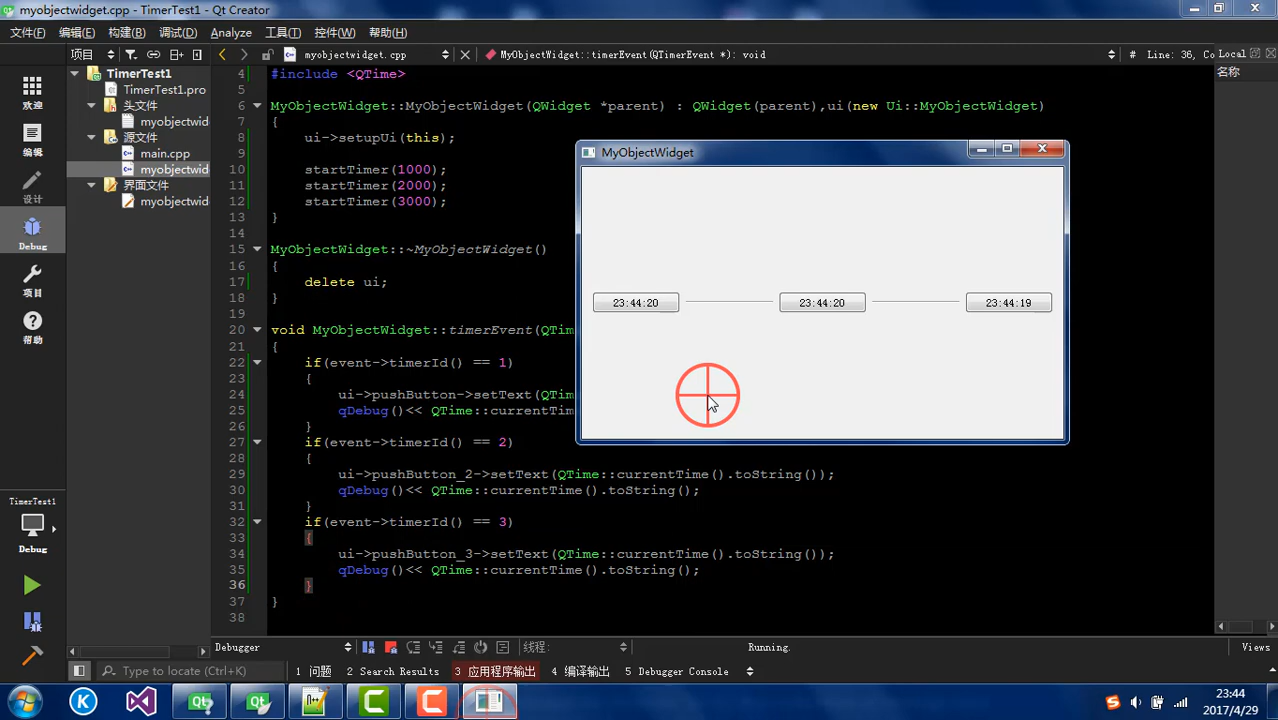 myobjectwidget.cpp - TimerTest1 - Qt Creator
文件(F) 编辑(E) 构建(B) 调试(D) Analyze 工具(T) 控件(W) 帮助(H)
项目 myobjectwidget.cpp MyObjectWidget::timerEvent(QTimerEvent *): void # Line: 36, Co Local
名称
欢迎
编辑
设计
Debug
项目
帮助
TimerTest1
Debug
TimerTest1
TimerTest1.pro
头文件
myobjectwid
源文件
main.cpp
myobjectwid
界面文件
myobjectwid
4 #include <QTime>
5
6 MyObjectWidget::MyObjectWidget(QWidget *parent) : QWidget(parent),ui(new Ui::MyObjectWidget)
7 {
8 ui->setupUi(this);
9
10 startTimer(1000);
11 startTimer(2000);
12 startTimer(3000);
13 }
14
15 MyObjectWidget::~MyObjectWidget()
16 {
17 delete ui;
18 }
19
20 void MyObjectWidget::timerEvent(QTim
21 {
22 if(event->timerId() == 1)
23 {
24 ui->pushButton->setText(QTim
25 qDebug()<< QTime::currentTim
26 }
27 if(event->timerId() == 2)
28 {
29 ui->pushButton_2->setText(QTime::currentTime().toString());
30 qDebug()<< QTime::currentTime().toString();
31 }
32 if(event->timerId() == 3)
33 {
34 ui->pushButton_3->setText(QTime::currentTime().toString());
35 qDebug()<< QTime::currentTime().toString();
36 }
37 }
38
MyObjectWidget
23:44:20 23:44:20 23:44:19
Debugger 线程: Running. Views
Type to locate (Ctrl+K) 1 问题 2 Search Results 3 应用程序输出 4 编译输出 5 Debugger Console
23:44
2017/4/29